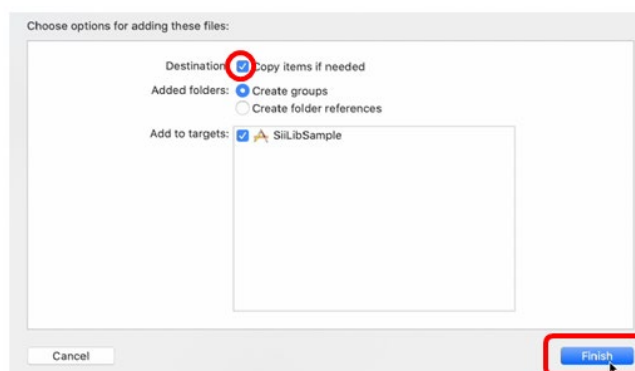 Choose options for adding these files:
Destination: Copy items if needed
Added folders: Create groups
Create folder references
Add to targets: SiiLibSample
Cancel Finish